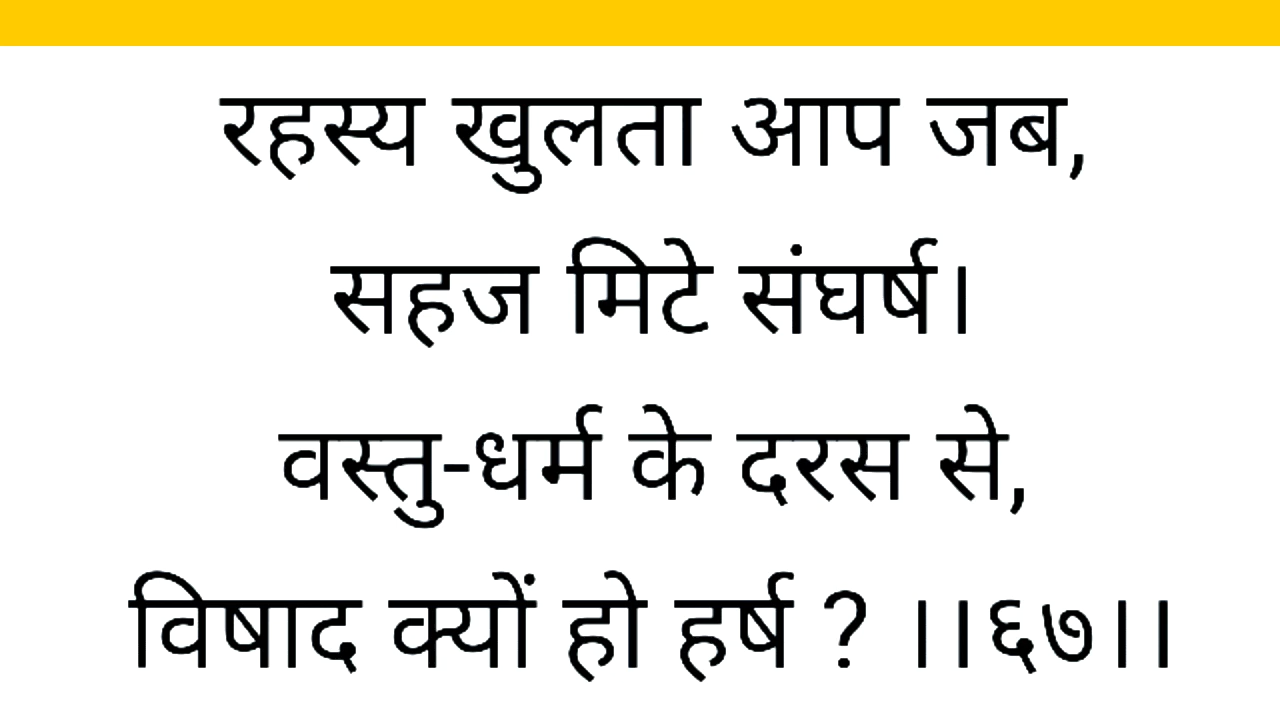 रहस्य खुलता आप जब,
सहज मिटे संघर्ष।
वस्तु-धर्म के दरस से,
विषाद क्यों हो हर्ष ? ।।६७।।